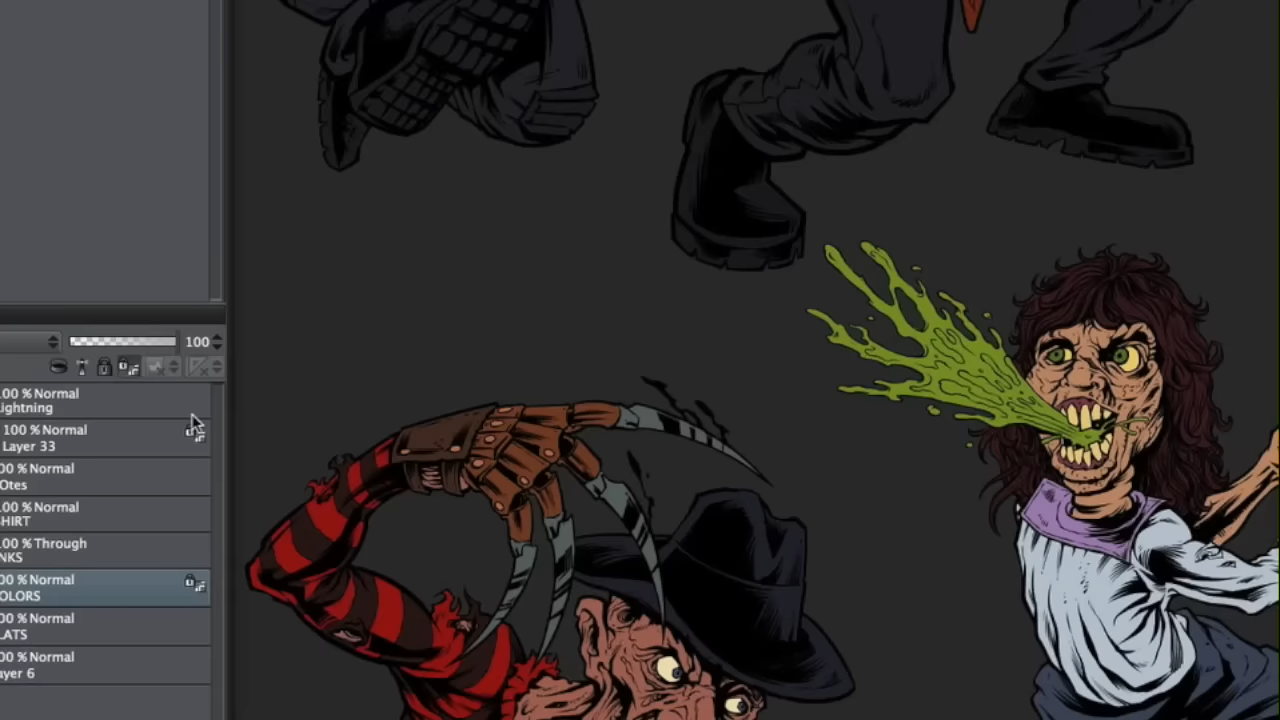 100
00 % Normal
ightning
100 % Normal
Layer 33
00 % Normal
Otes
00 % Normal
HIRT
00 % Through
NKS
00 % Normal
OLORS
00 % Normal
LATS
00 % Normal
ayer 6